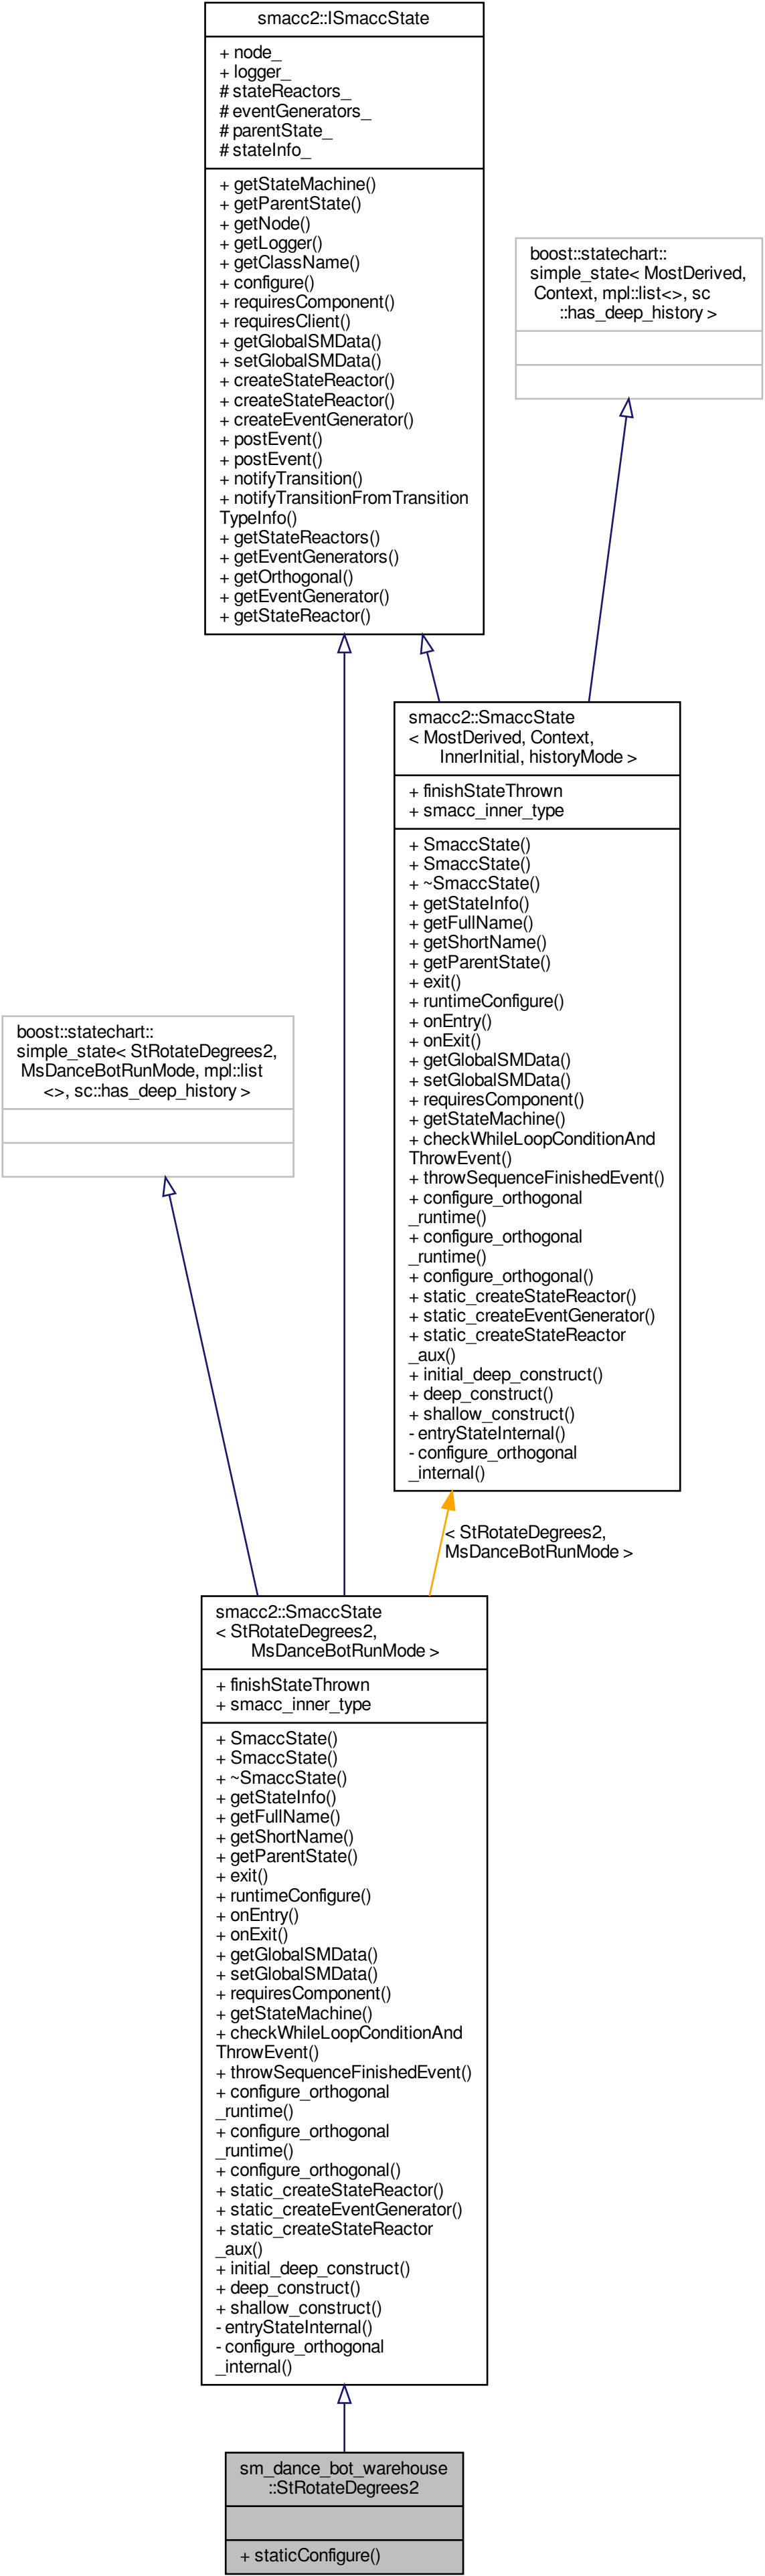 smacc2::ISmaccState
+ node_
+ logger_
# stateReactors_
# eventGenerators_
# parentState_
# stateInfo_
+ getStateMachine()
+ getParentState()
+ getNode()
+ getLogger()
+ getClassName()
+ configure()
+ requiresComponent()
+ requiresClient()
+ getGlobalSMData()
+ setGlobalSMData()
+ createStateReactor()
+ createStateReactor()
+ createEventGenerator()
+ postEvent()
+ postEvent()
+ notifyTransition()
+ notifyTransitionFromTransition
TypeInfo()
+ getStateReactors()
+ getEventGenerators()
+ getOrthogonal()
+ getEventGenerator()
+ getStateReactor()
boost::statechart::
simple_state< MostDerived,
Context, mpl::list<>, sc
::has_deep_history >
smacc2::SmaccState
< MostDerived, Context,
InnerInitial, historyMode >
+ finishStateThrown
+ smacc_inner_type
+ SmaccState()
+ SmaccState()
+ ~SmaccState()
+ getStateInfo()
+ getFullName()
+ getShortName()
+ getParentState()
+ exit()
+ runtimeConfigure()
+ onEntry()
+ onExit()
+ getGlobalSMData()
+ setGlobalSMData()
+ requiresComponent()
+ getStateMachine()
+ checkWhileLoopConditionAnd
ThrowEvent()
+ throwSequenceFinishedEvent()
+ configure_orthogonal
_runtime()
+ configure_orthogonal
_runtime()
+ configure_orthogonal()
+ static_createStateReactor()
+ static_createEventGenerator()
+ static_createStateReactor
_aux()
+ initial_deep_construct()
+ deep_construct()
+ shallow_construct()
- entryStateInternal()
- configure_orthogonal
_internal()
boost::statechart::
simple_state< StRotateDegrees2,
MsDanceBotRunMode, mpl::list
<>, sc::has_deep_history >
< StRotateDegrees2,
MsDanceBotRunMode >
smacc2::SmaccState
< StRotateDegrees2,
MsDanceBotRunMode >
+ finishStateThrown
+ smacc_inner_type
+ SmaccState()
+ SmaccState()
+ ~SmaccState()
+ getStateInfo()
+ getFullName()
+ getShortName()
+ getParentState()
+ exit()
+ runtimeConfigure()
+ onEntry()
+ onExit()
+ getGlobalSMData()
+ setGlobalSMData()
+ requiresComponent()
+ getStateMachine()
+ checkWhileLoopConditionAnd
ThrowEvent()
+ throwSequenceFinishedEvent()
+ configure_orthogonal
_runtime()
+ configure_orthogonal
_runtime()
+ configure_orthogonal()
+ static_createStateReactor()
+ static_createEventGenerator()
+ static_createStateReactor
_aux()
+ initial_deep_construct()
+ deep_construct()
+ shallow_construct()
- entryStateInternal()
- configure_orthogonal
_internal()
sm_dance_bot_warehouse
::StRotateDegrees2
+ staticConfigure()